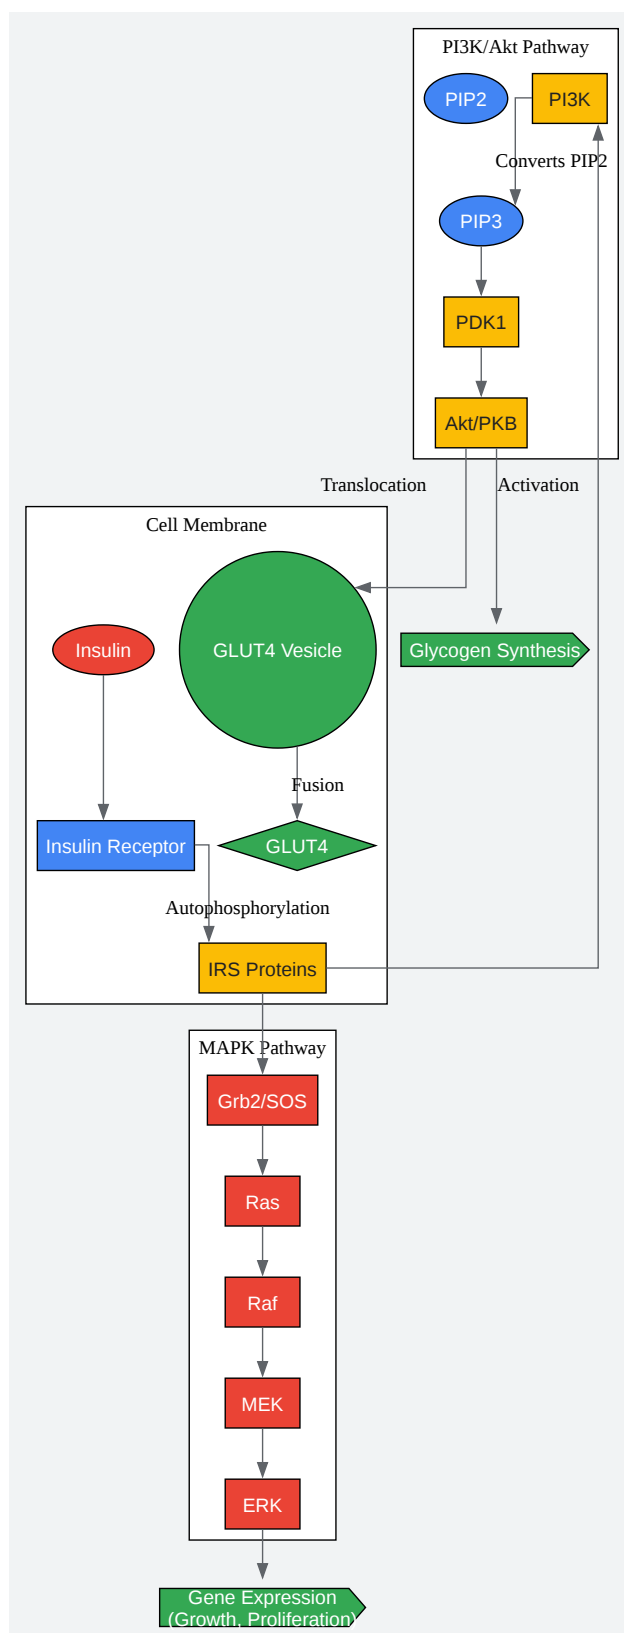 PI3K/Akt Pathway
PIP2
PI3K
Converts PIP2
PIP3
PDK1
Akt/PKB
Translocation
Activation
Cell Membrane
Insulin
GLUT4 Vesicle
Glycogen Synthesis
Fusion
Insulin Receptor
GLUT4
Autophosphorylation
IRS Proteins
MAPK Pathway
Grb2/SOS
Ras
Raf
MEK
ERK
Gene Expression
(Growth, Proliferation)